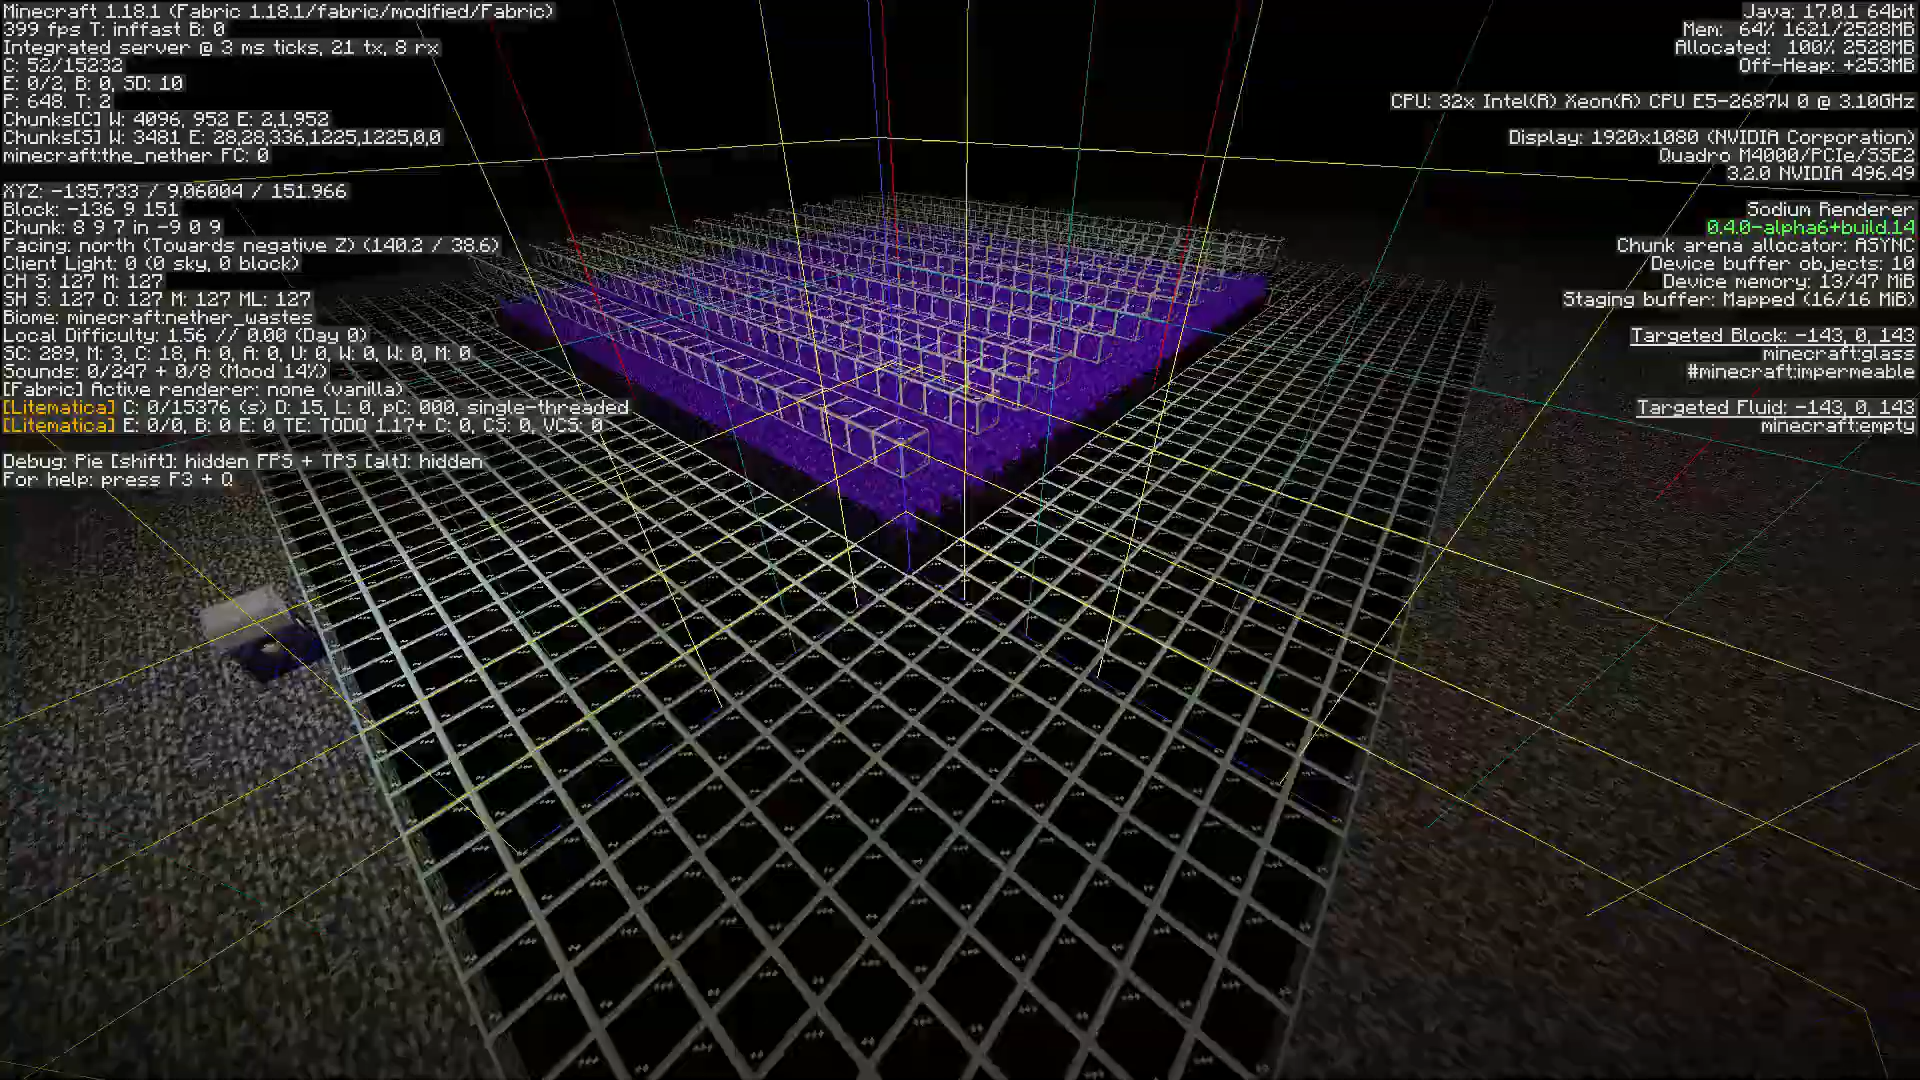 Minecraft 1.18.1 (Fabric 1.18.1/fabric/modified/Fabric)
399 fps T: inffast B: 0
Integrated server @ 3 ms ticks, 21 tx, 8 rx
C: 52/15232
E: 0/2, B: 0, SD: 10
P: 648. T: 2
Chunks[C] W: 4096, 952 E: 2,1,952
Chunks[S] W: 3481 E: 28,28,336,1225,1225,0,0
minecraft:the_nether FC: 0
XYZ: -135.733 / 9.06004 / 151.966
Block: -136 9 151
Chunk: 8 9 7 in -9 0 9
Facing: north (Towards negative Z) (140.2 / 38.6)
Client Light: 0 (0 sky, 0 block)
CH S: 127 M: 127
SH S: 127 O: 127 M: 127 ML: 127
Biome: minecraft:nether_wastes
Local Difficulty: 1.56 // 0.00 (Day 0)
SC: 289, M: 3, C: 18, A: 0, A: 0, U: 0, W: 0, W: 0, M: 0
Sounds: 0/247 + 0/8 (Mood 14%)
[Fabric] Active renderer: none (vanilla)
[Litematica] C: 0/15376 (s) D: 15, L: 0, pC: 000, single-threaded
[Litematica] E: 0/0, B: 0 E: 0 TE: TODO 1.17+ C: 0, CS: 0, VCS: 0
Debug: Pie [shift]: hidden FPS + TPS [alt]: hidden
For help: press F3 + Q
Java: 17.0.1 64bit
Mem: 64% 1621/2528MB
Allocated: 100% 2528MB
Off-Heap: +253MB
CPU: 32x Intel(R) Xeon(R) CPU E5-2687W 0 @ 3.10GHz
Display: 1920x1080 (NVIDIA Corporation)
Quadro M4000/PCIe/SSE2
3.2.0 NVIDIA 496.49
Sodium Renderer
0.4.0-alpha6+build.14
Chunk arena allocator: ASYNC
Device buffer objects: 10
Device memory: 13/47 MiB
Staging buffer: Mapped (16/16 MiB)
Targeted Block: -143, 0, 143
minecraft:glass
#minecraft:impermeable
Targeted Fluid: -143, 0, 143
minecraft:empty